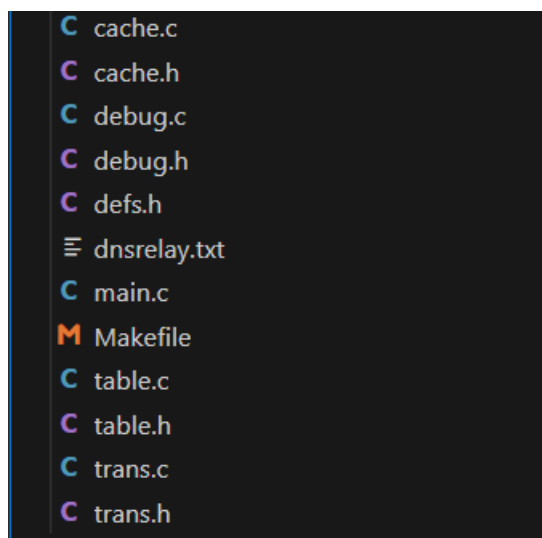 C cache.c
C cache.h
C debug.c
C debug.h
C defs.h
dnsrelay.txt
C main.c
M Makefile
C table.c
C table.h
C trans.c
C trans.h